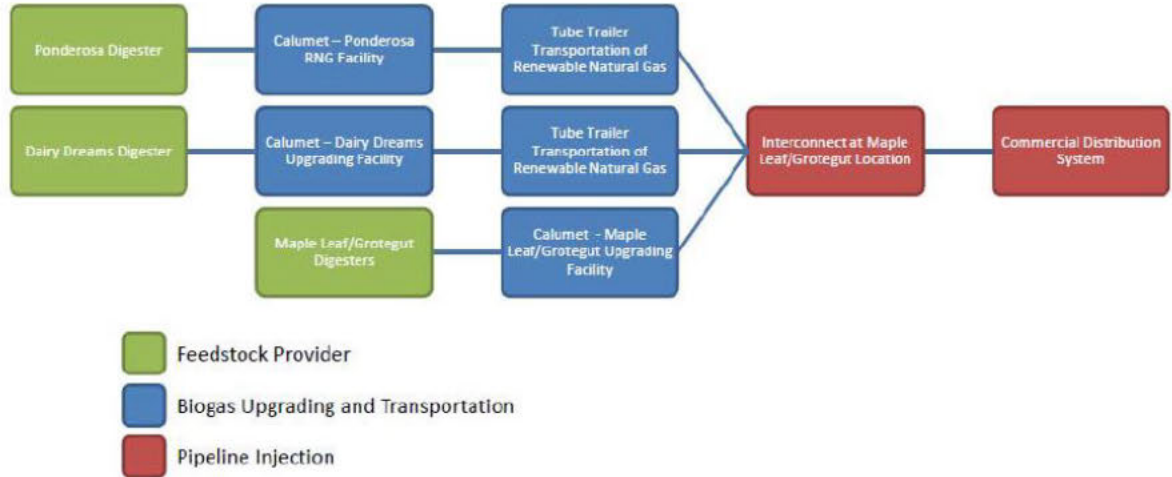 Ponderosa Digester
Calumet – Ponderosa
RNG Facility
Tube Trailer
Transportation of
Renewable Natural Gas
Dairy Dreams Digester
Calumet – Dairy Dreams
Upgrading Facility
Tube Trailer
Transportation of
Renewable Natural Gas
Interconnect at Maple
Leaf/Grotegut Location
Commercial Distribution
System
Maple Leaf/Grotegut
Digesters
Calumet - Maple
Leaf/Grotegut Upgrading
Facility
Feedstock Provider
Biogas Upgrading and Transportation
Pipeline Injection